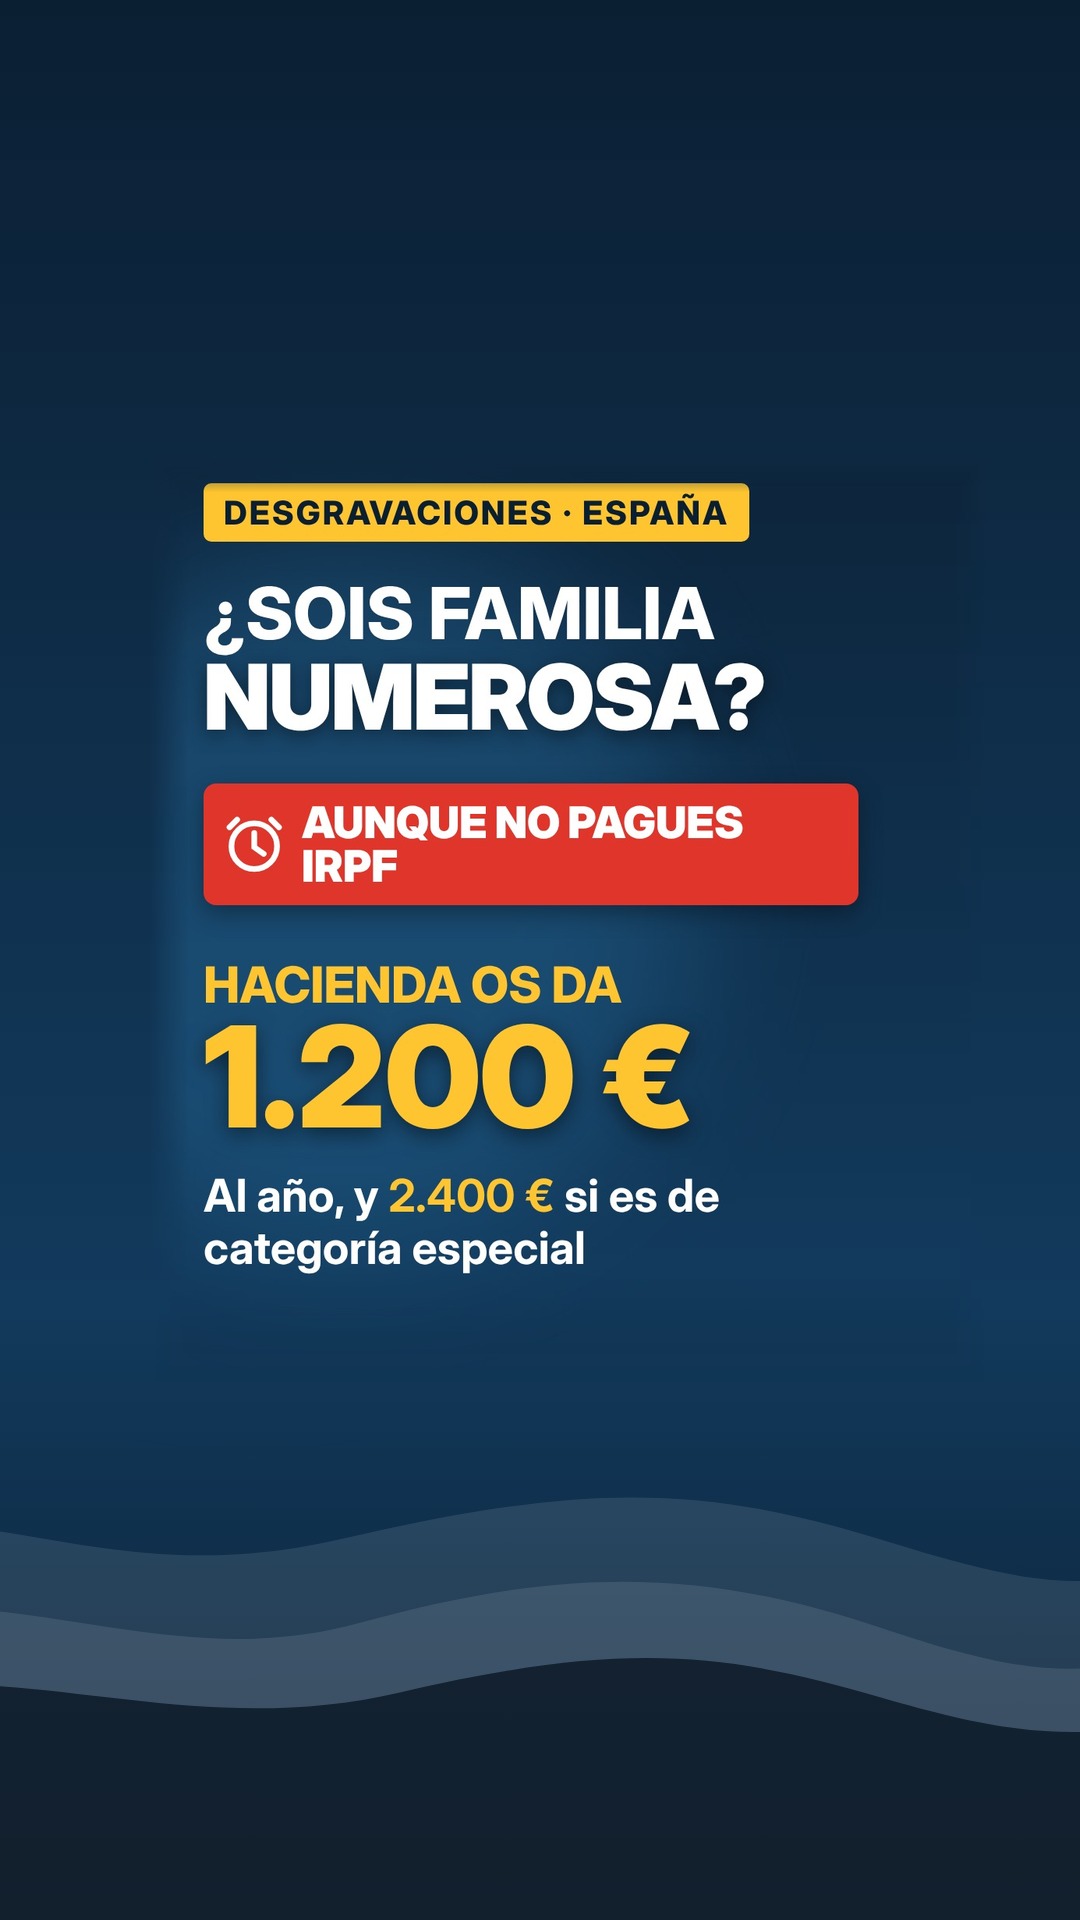 DESGRAVACIONES · ESPAÑA
¿SOIS FAMILIA
NUMEROSA?
AUNQUE NO PAGUES
IRPF
HACIENDA OS DA
1.200 €
Al año, y 2.400 € si es de
categoría especial